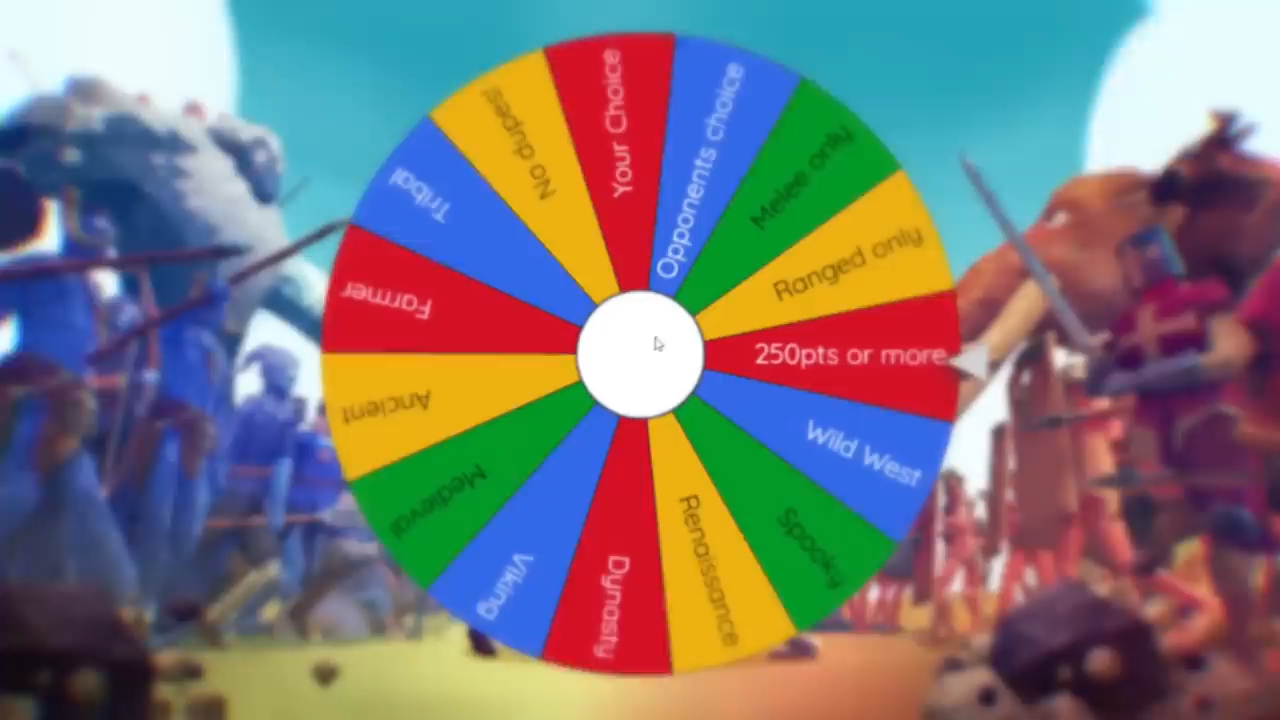 Your Choice
Opponents choice
Melee only
Ranged only
250pts or more
Wild West
Spooky
Renaissance
Dynasty
Viking
Medieval
Ancient
Farmer
Tribal
No dupes!